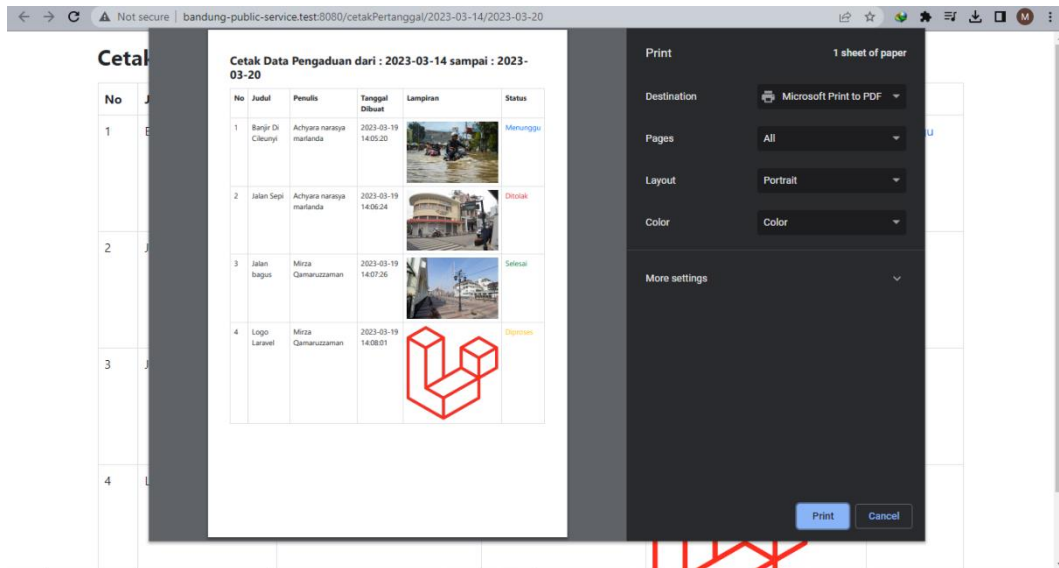 Not secure | bandung-public-service.test:8080/cetakPertanggal/2023-03-14/2023-03-20
M
Cetak
No
1
2
3
4
Cetak Data Pengaduan dari : 2023-03-14 sampai : 2023-
03-20
No Judul Penulis Tanggal Dibuat Lampiran Status
1 Banjir Di Cileunyi Achyara narasya marlanda 2023-03-19 14:05:20 Menunggu
2 Jalan Sepi Achyara narasya marlanda 2023-03-19 14:06:24 Ditolak
3 Jalan bagus Mirza Qamaruzzaman 2023-03-19 14:07:26 Selesai
4 Logo Laravel Mirza Qamaruzzaman 2023-03-19 14:08:01 Diproses
Print 1 sheet of paper
Destination Microsoft Print to PDF
Pages All
Layout Portrait
Color Color
More settings
Print Cancel